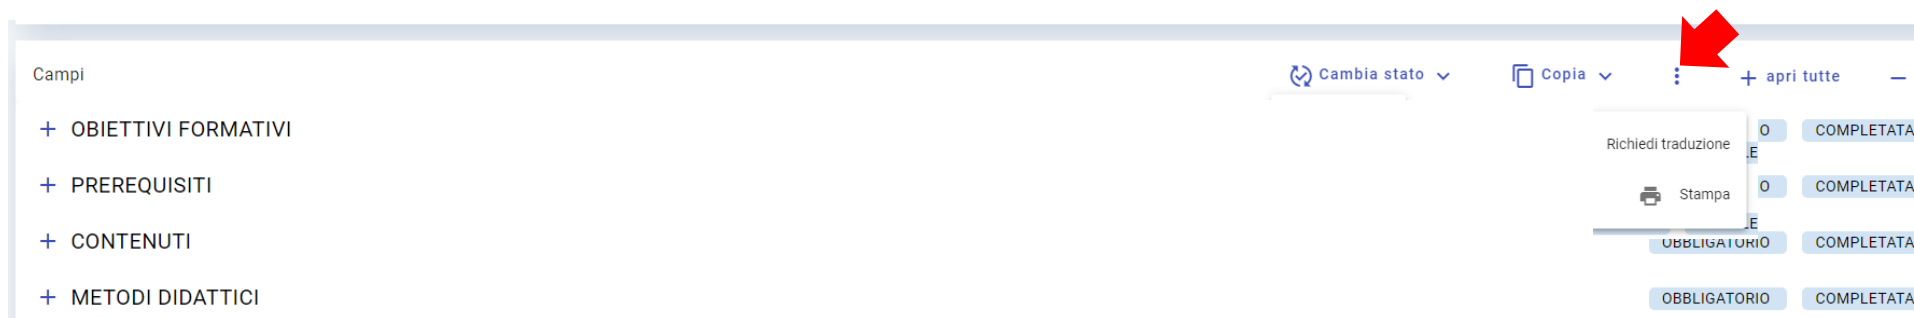 Campi Cambia stato Copia + apri tutte −
+ OBIETTIVI FORMATIVI COMPLETATA
Richiedi traduzione
+ PREREQUISITI COMPLETATA
Stampa
+ CONTENUTI OBBLIGATORIO COMPLETATA
+ METODI DIDATTICI OBBLIGATORIO COMPLETATA